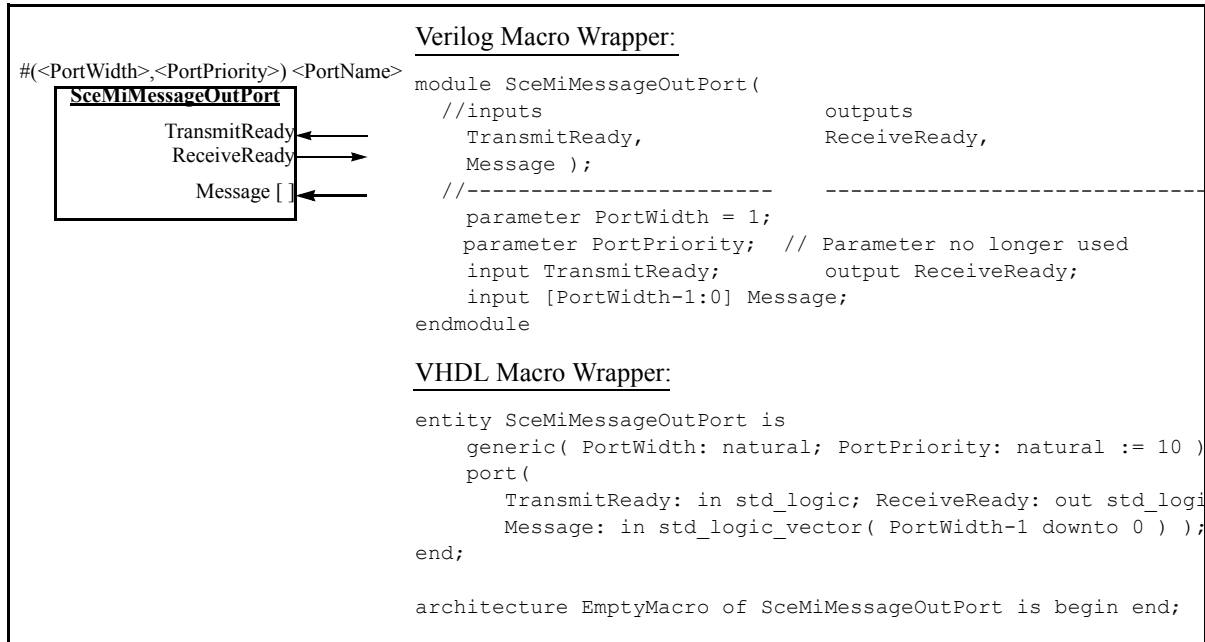 #(<PortWidth>,<PortPriority>) <PortName>
SceMiMessageOutPort
TransmitReady
ReceiveReady
Message [ ]
Verilog Macro Wrapper:
module SceMiMessageOutPort(
//inputs outputs
TransmitReady, ReceiveReady,
Message );
//------------------------ ------------------------------
parameter PortWidth = 1;
parameter PortPriority; // Parameter no longer used
input TransmitReady; output ReceiveReady;
input [PortWidth-1:0] Message;
endmodule
VHDL Macro Wrapper:
entity SceMiMessageOutPort is
generic( PortWidth: natural; PortPriority: natural := 10 )
port(
TransmitReady: in std_logic; ReceiveReady: out std_logi
Message: in std_logic_vector( PortWidth-1 downto 0 ) );
end;
architecture EmptyMacro of SceMiMessageOutPort is begin end;